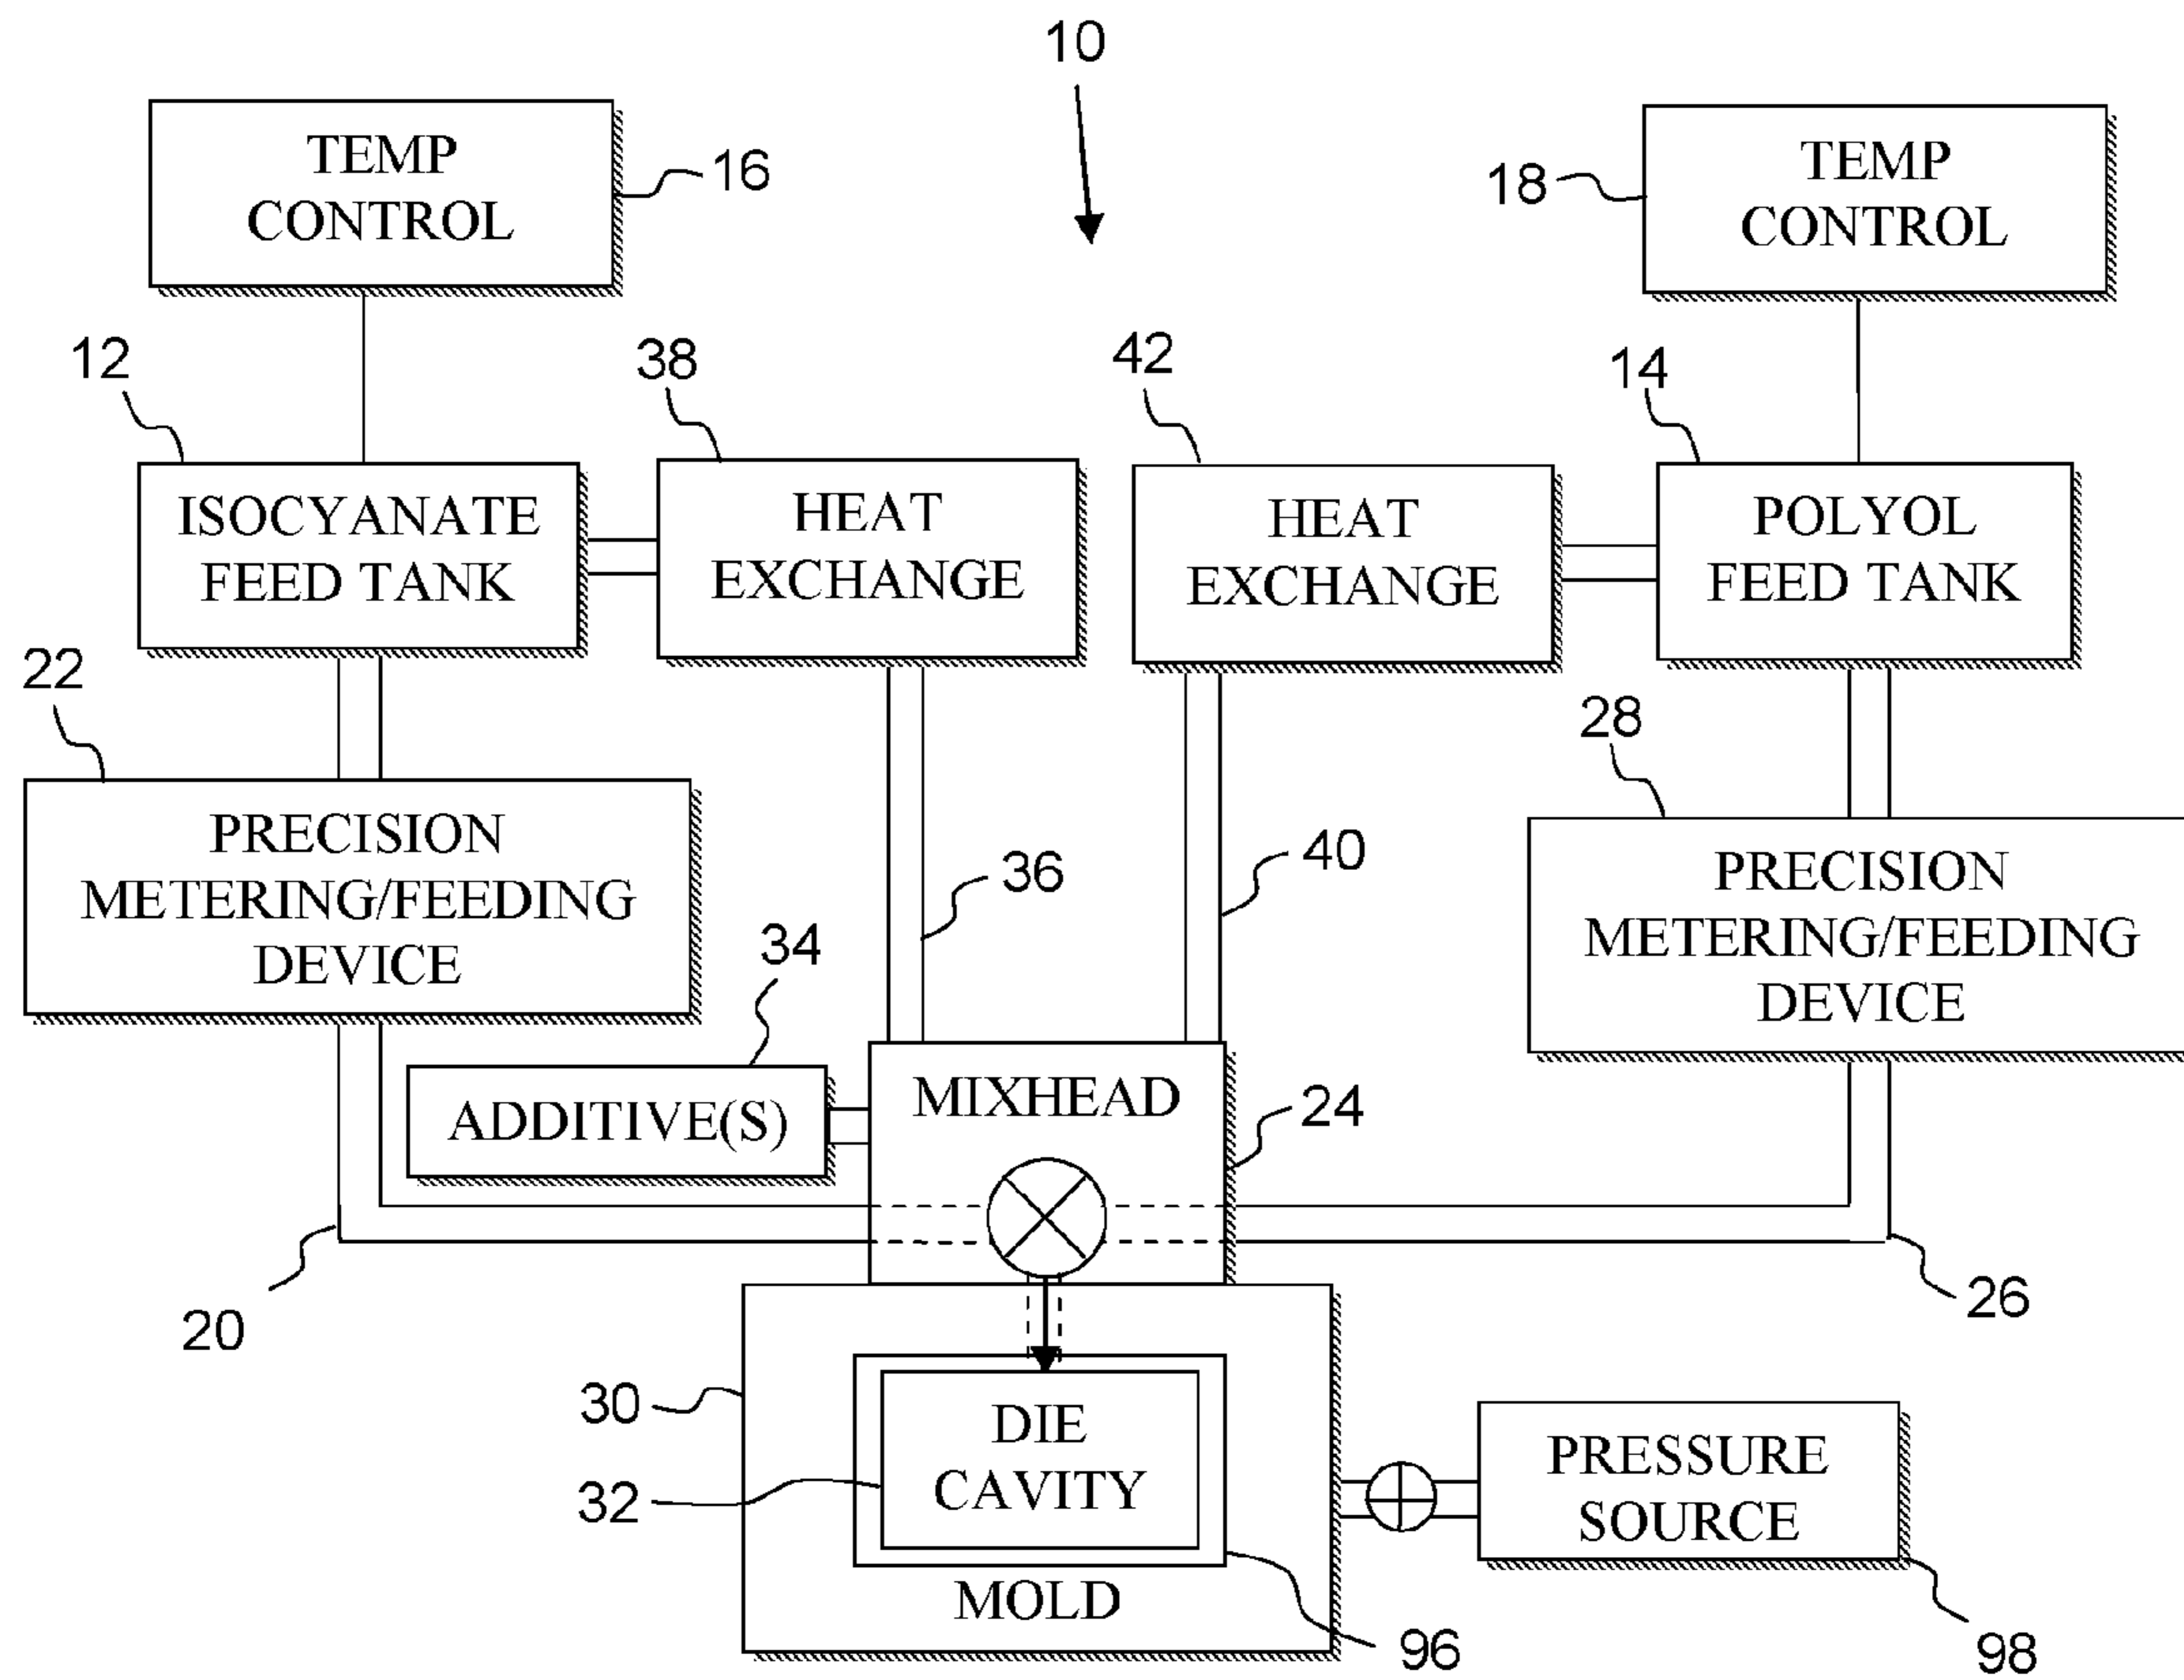 10
TEMP
CONTROL
16
18
TEMP
CONTROL
12
38
42
14
ISOCYANATE
FEED TANK
HEAT
EXCHANGE
HEAT
EXCHANGE
POLYOL
FEED TANK
22
28
PRECISION
METERING/FEEDING
DEVICE
36
40
PRECISION
METERING/FEEDING
DEVICE
34
ADDITIVE(S)
MIXHEAD
24
20
26
30
DIE
CAVITY
32
MOLD
PRESSURE
SOURCE
96
98